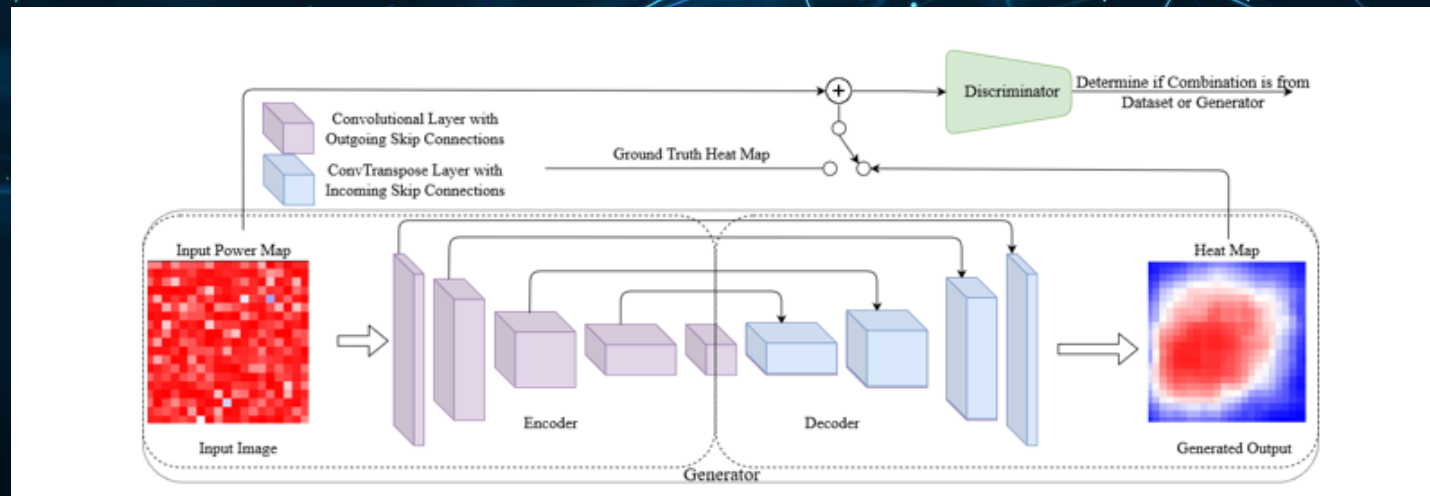 Discriminator
Determine if Combination is from
Dataset or Generator
Convolutional Layer with
Outgoing Skip Connections
Ground Truth Heat Map
ConvTranspose Layer with
Incoming Skip Connections
Input Power Map
Heat Map
Encoder
Decoder
Input Image
Generated Output
Generator